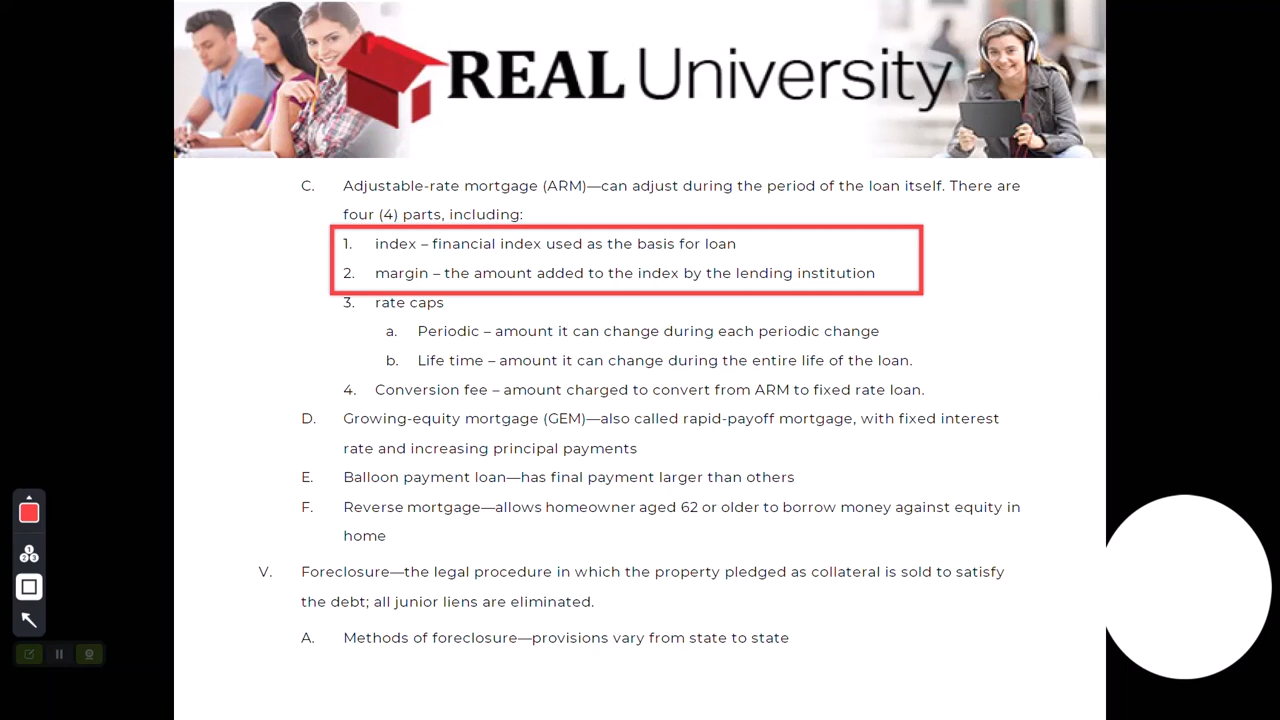 REAL University
C. Adjustable-rate mortgage (ARM)—can adjust during the period of the loan itself. There are
four (4) parts, including:
1. index – financial index used as the basis for loan
2. margin – the amount added to the index by the lending institution
3. rate caps
a. Periodic – amount it can change during each periodic change
b. Life time – amount it can change during the entire life of the loan.
4. Conversion fee – amount charged to convert from ARM to fixed rate loan.
D. Growing-equity mortgage (GEM)—also called rapid-payoff mortgage, with fixed interest
rate and increasing principal payments
E. Balloon payment loan—has final payment larger than others
F. Reverse mortgage—allows homeowner aged 62 or older to borrow money against equity in
home
V. Foreclosure—the legal procedure in which the property pledged as collateral is sold to satisfy
the debt; all junior liens are eliminated.
A. Methods of foreclosure—provisions vary from state to state